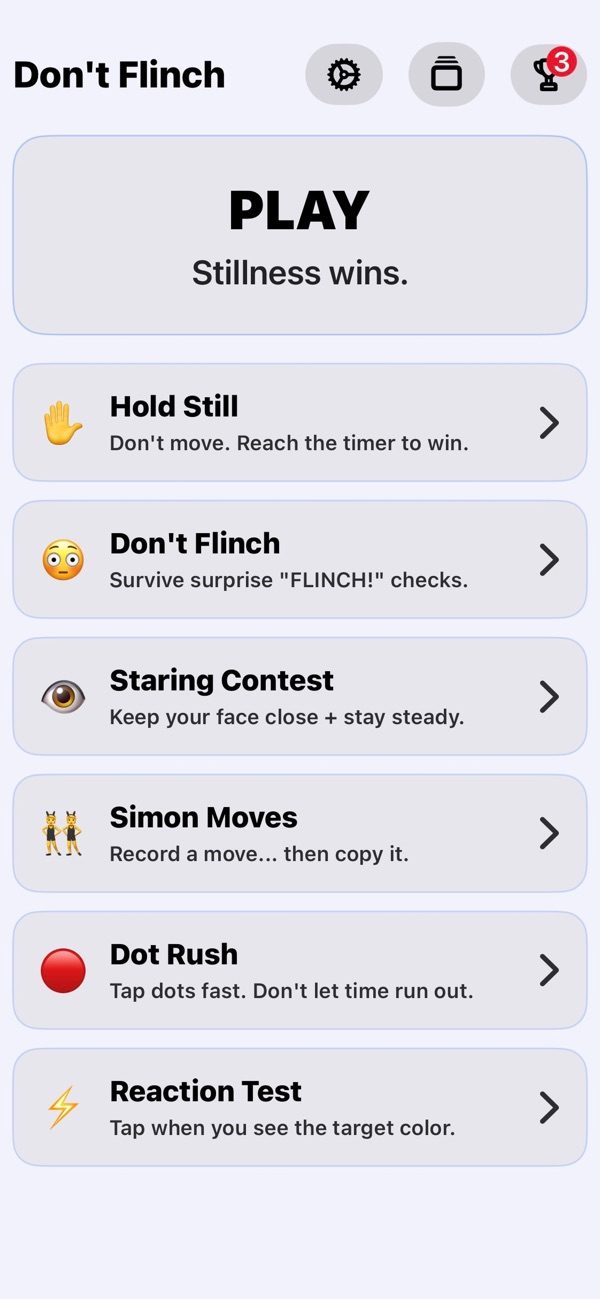 Don't Flinch
3
PLAY
Stillness wins.
Hold Still
Don't move. Reach the timer to win.
Don't Flinch
Survive surprise "FLINCH!" checks.
Staring Contest
Keep your face close + stay steady.
Simon Moves
Record a move... then copy it.
Dot Rush
Tap dots fast. Don't let time run out.
Reaction Test
Tap when you see the target color.